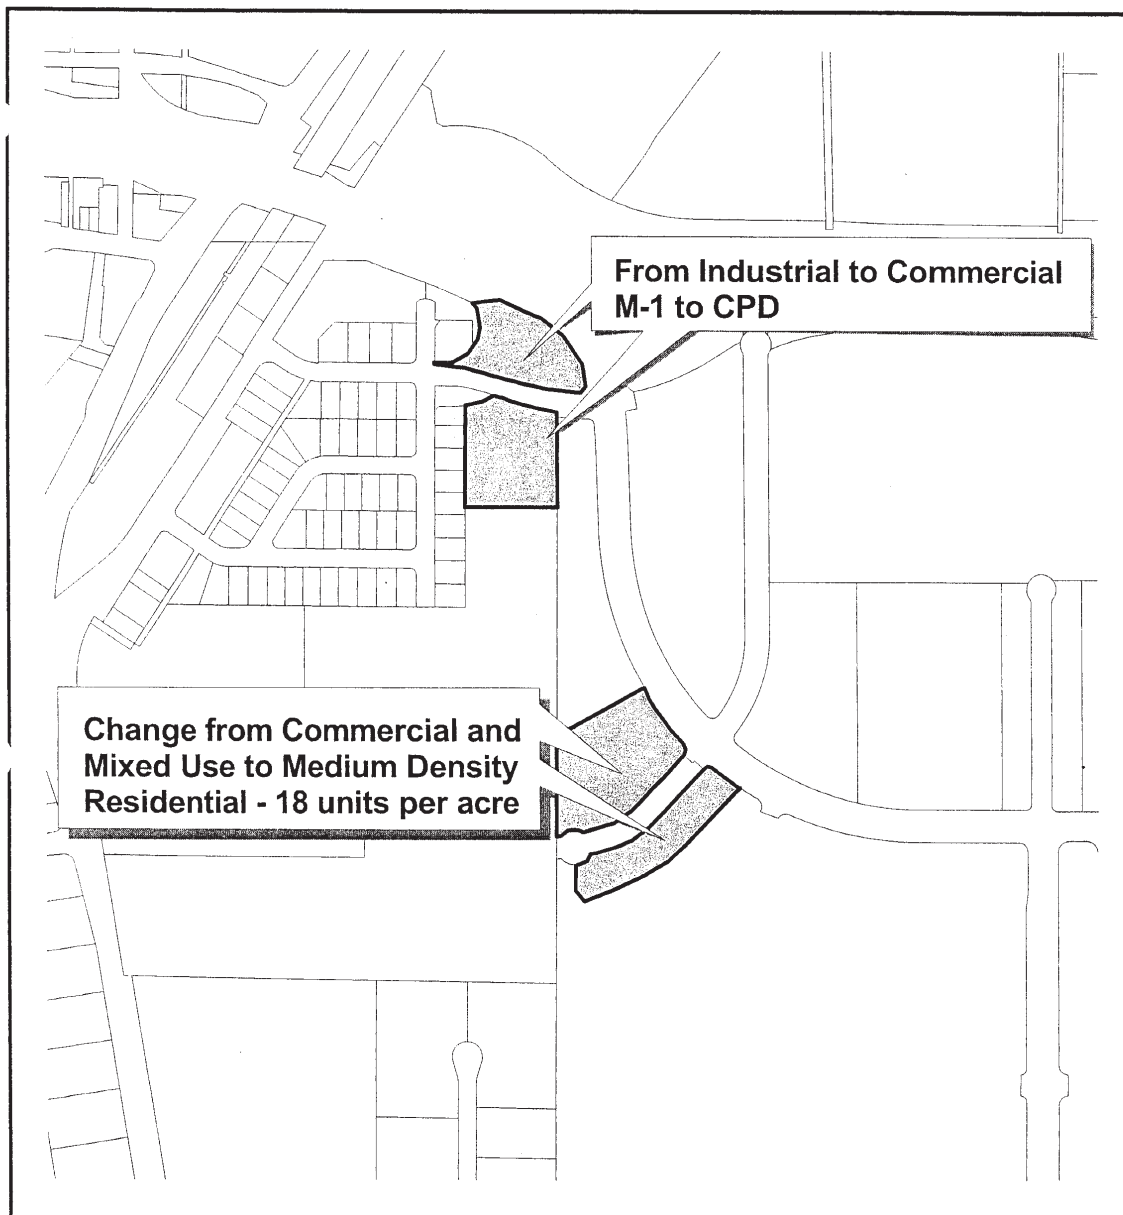 From Industrial to Commercial
M-1 to CPD
Change from Commercial and
Mixed Use to Medium Density
Residential - 18 units per acre